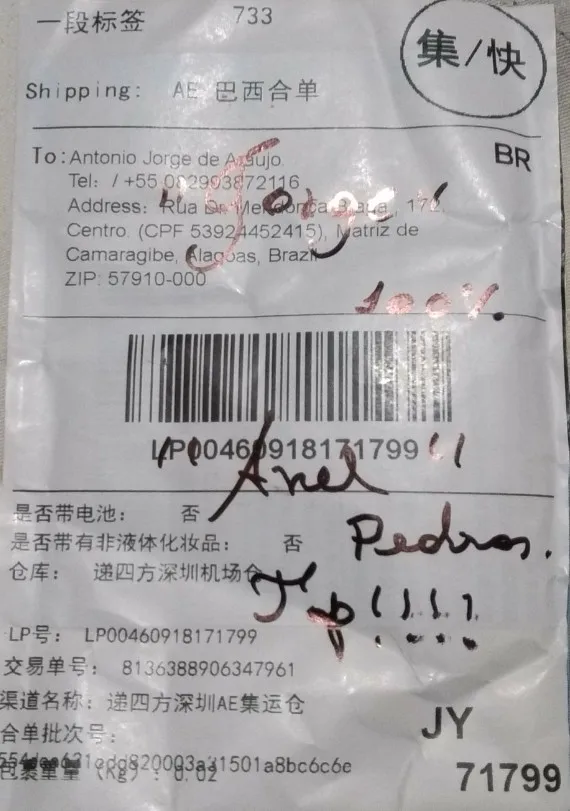 一段标签 733
集/快
Shipping: AE 巴西合单
BR
To: Antonio Jorge de Araujo.
Tel: / +55 082903872116
Address: Rua Dr Mendonca Braga, 172.
Centro. (CPF 53924452415), Matriz de
Camaragibe, Alagoas, Brazil
ZIP: 57910-000
"Jorge"
100%.
LP00460918171799
"Anel"
Pedras.
Tp!!!!
是否带电池： 否
是否带有非液体化妆品： 否
仓库： 递四方深圳机场仓
LP号： LP00460918171799
交易单号： 8136388906347961
渠道名称：递四方深圳AE集运仓
JY
合单批次号：
包裹重量 (Kg)：0.02
71799